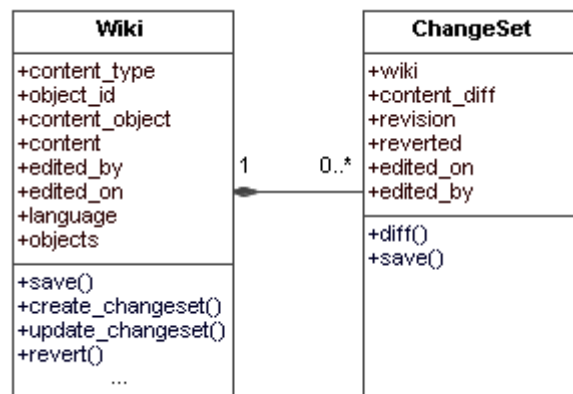 Wiki
+content_type
+object_id
+content_object
+content
+edited_by
+edited_on
+language
+objects
+save()
+create_changeset()
+update_changeset()
+revert()
...
1
0..*
ChangeSet
+wiki
+content_diff
+revision
+reverted
+edited_on
+edited_by
+diff()
+save()